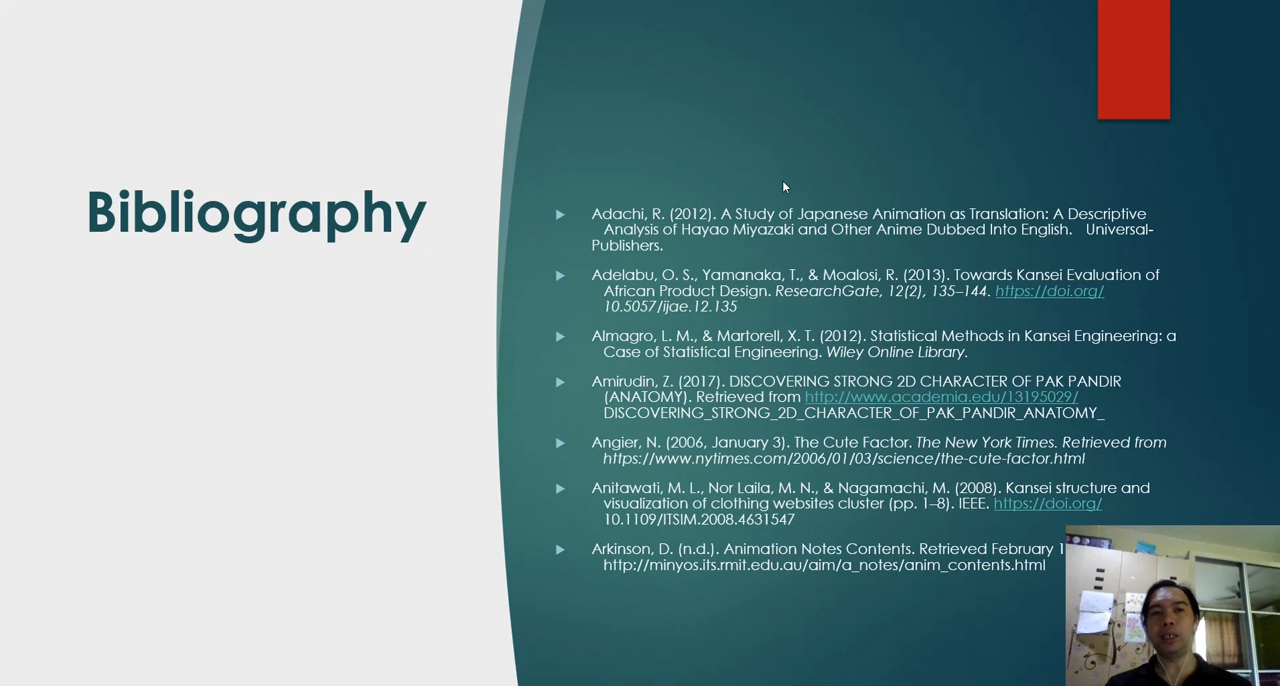 Bibliography
Adachi, R. (2012). A Study of Japanese Animation as Translation: A Descriptive
Analysis of Hayao Miyazaki and Other Anime Dubbed Into English. Universal-
Publishers.
Adelabu, O. S., Yamanaka, T., & Moalosi, R. (2013). Towards Kansei Evaluation of
African Product Design. ResearchGate, 12(2), 135–144. https://doi.org/
10.5057/ijae.12.135
Almagro, L. M., & Martorell, X. T. (2012). Statistical Methods in Kansei Engineering: a
Case of Statistical Engineering. Wiley Online Library.
Amirudin, Z. (2017). DISCOVERING STRONG 2D CHARACTER OF PAK PANDIR
(ANATOMY). Retrieved from http://www.academia.edu/13195029/
DISCOVERING_STRONG_2D_CHARACTER_OF_PAK_PANDIR_ANATOMY_
Angier, N. (2006, January 3). The Cute Factor. The New York Times. Retrieved from
https://www.nytimes.com/2006/01/03/science/the-cute-factor.html
Anitawati, M. L., Nor Laila, M. N., & Nagamachi, M. (2008). Kansei structure and
visualization of clothing websites cluster (pp. 1–8). IEEE. https://doi.org/
10.1109/ITSIM.2008.4631547
Arkinson, D. (n.d.). Animation Notes Contents. Retrieved February 1
http://minyos.its.rmit.edu.au/aim/a_notes/anim_contents.html